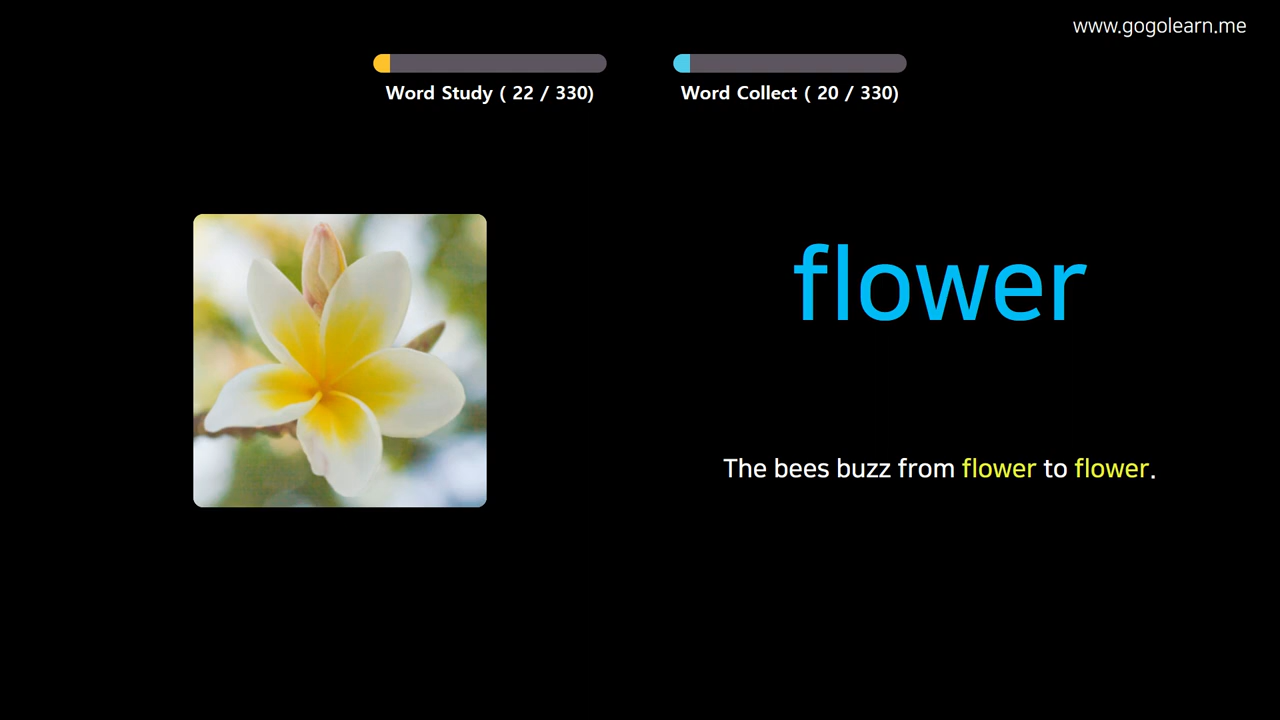 www.gogolearn.me
Word Study ( 22 / 330)
Word Collect ( 20 / 330)
flower
The bees buzz from flower to flower.